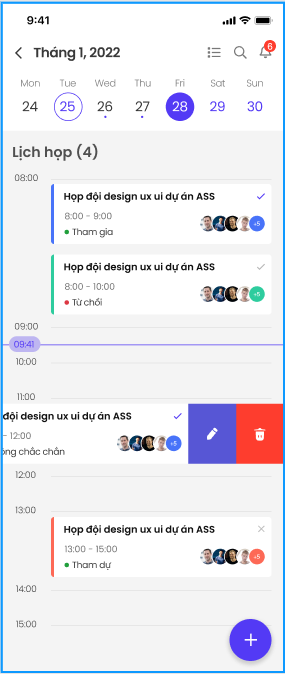 9:41
Tháng 1, 2022
6
Mon Tue Wed Thu Fri Sat Sun
24 25 26 27 28 29 30
Lịch họp (4)
08:00
Họp đội design ux ui dự án ASS
8:00 - 9:00
+5
Tham gia
Họp đội design ux ui dự án ASS
8:00 - 10:00
+5
Từ chối
09:00
09:41
10:00
11:00
đội design ux ui dự án ASS
- 12:00
+5
ông chắc chắn
12:00
13:00
Họp đội design ux ui dự án ASS
13:00 - 15:00
+5
Tham dự
14:00
15:00